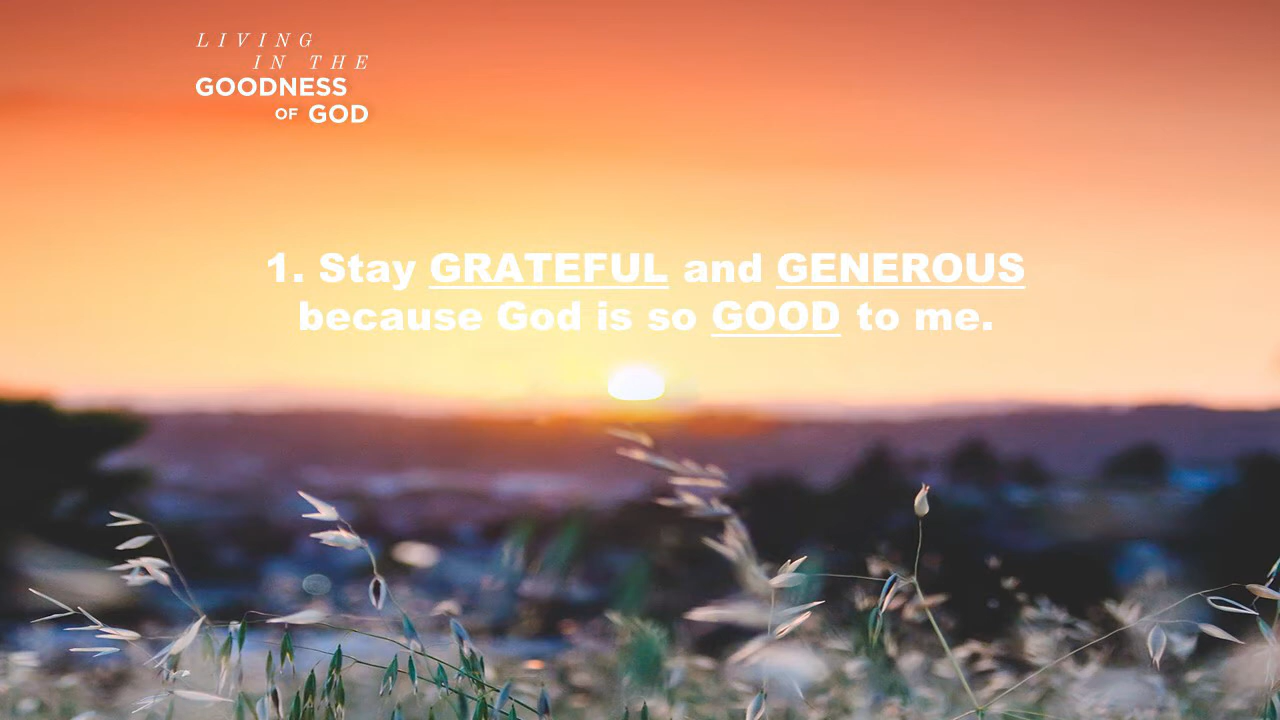 LIVING
IN THE
GOODNESS
OF GOD
1. Stay GRATEFUL and GENEROUS
because God is so GOOD to me.